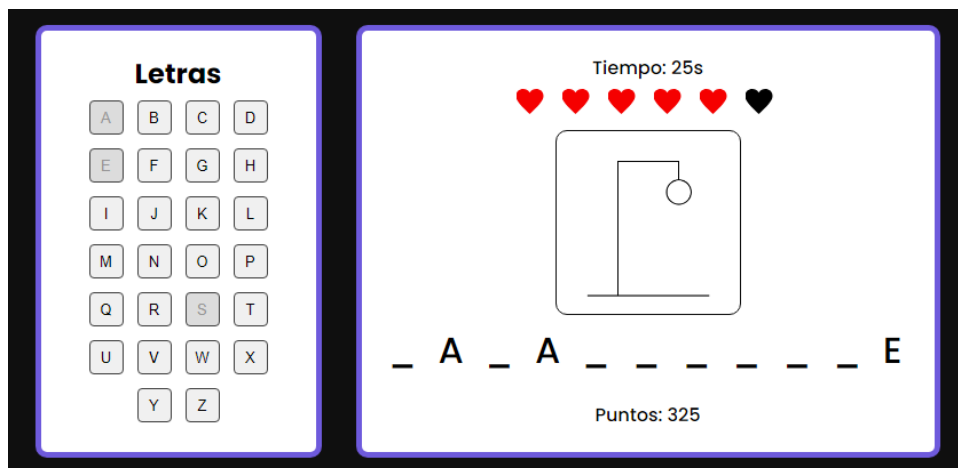 Letras
A B C D
E F G H
I J K L
M N O P
Q R S T
U V W X
Y Z
Tiempo: 25s
_ A _ A _ _ _ _ _ _ E
Puntos: 325